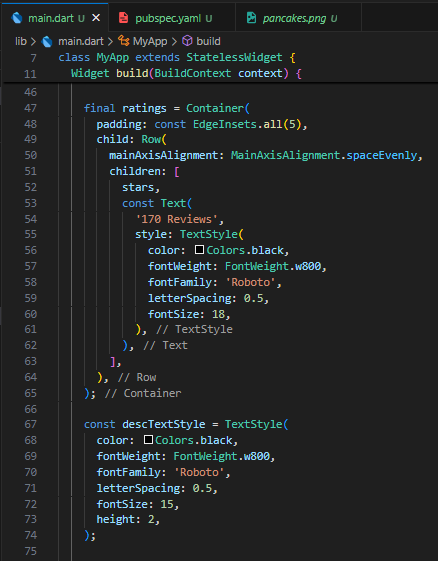 main.dart U
pubspec.yaml U
pancakes.png U
lib > main.dart > MyApp > build
7 class MyApp extends StatelessWidget {
11 Widget build(BuildContext context) {
46
47 final ratings = Container(
48 padding: const EdgeInsets.all(5),
49 child: Row(
50 mainAxisAlignment: MainAxisAlignment.spaceEvenly,
51 children: [
52 stars,
53 const Text(
54 '170 Reviews',
55 style: TextStyle(
56 color: Colors.black,
57 fontWeight: FontWeight.w800,
58 fontFamily: 'Roboto',
59 letterSpacing: 0.5,
60 fontSize: 18,
61 ), // TextStyle
62 ), // Text
63 ],
64 ), // Row
65 ); // Container
66
67 const descTextStyle = TextStyle(
68 color: Colors.black,
69 fontWeight: FontWeight.w800,
70 fontFamily: 'Roboto',
71 letterSpacing: 0.5,
72 fontSize: 15,
73 height: 2,
74 );
75